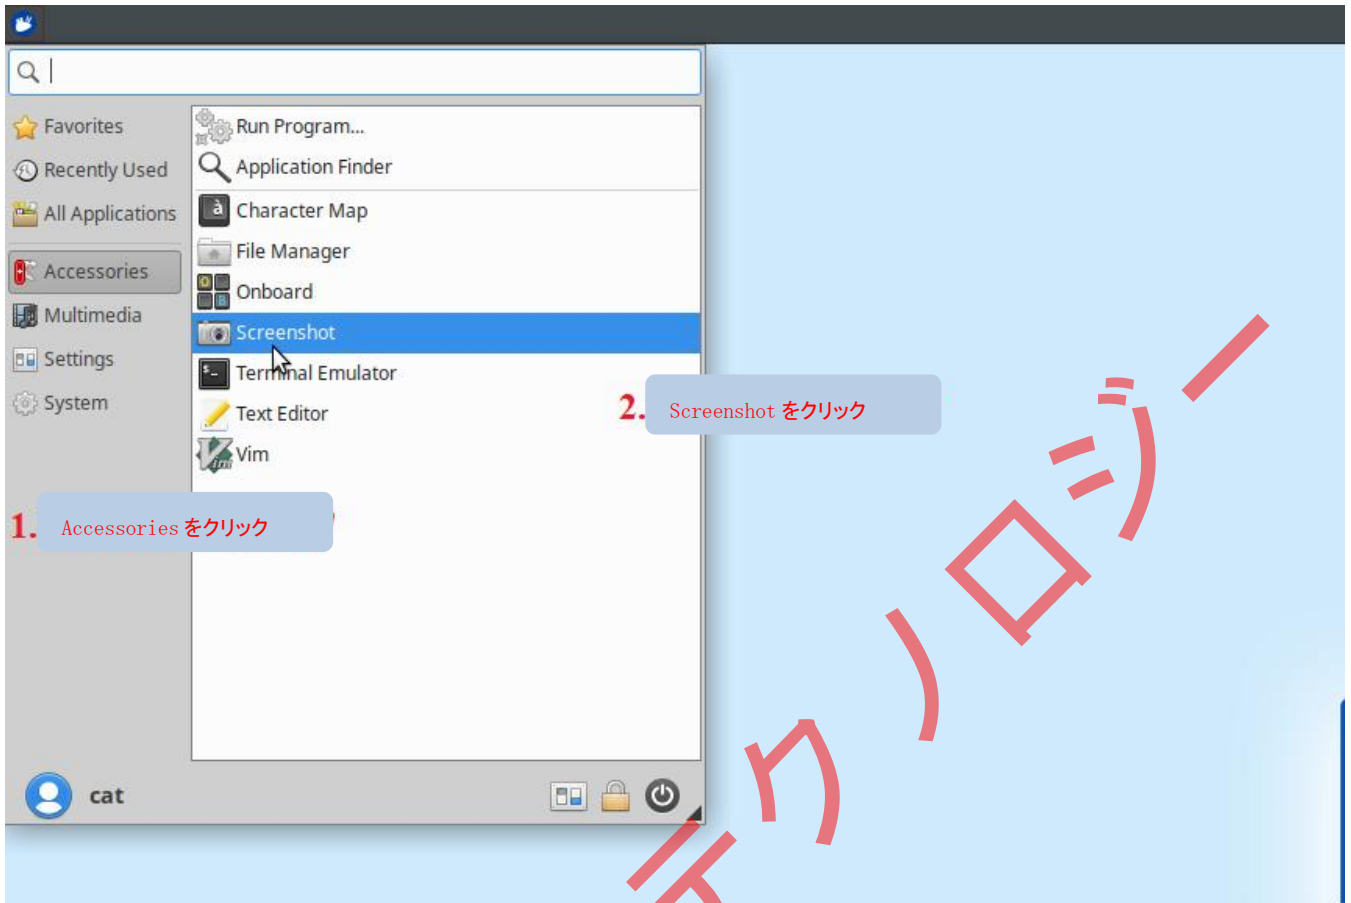 Favorites
Recently Used
All Applications
Accessories
Multimedia
Settings
System
Run Program...
Application Finder
Character Map
File Manager
Onboard
Screenshot
Terminal Emulator
Text Editor
Vim
2. Screenshot をクリック
1. Accessories をクリック
cat
テクノロジー